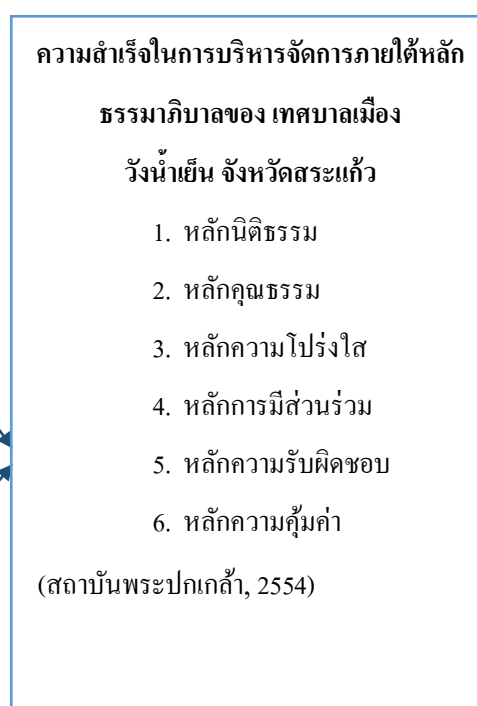 ความสำเร็จในการบริหารจัดการภายใต้หลัก
ธรรมาภิบาลของ เทศบาลเมือง
วังน้ำเย็น จังหวัดสระแก้ว
1. หลักนิติธรรม
2. หลักคุณธรรม
3. หลักความโปร่งใส
4. หลักการมีส่วนร่วม
5. หลักความรับผิดชอบ
6. หลักความคุ้มค่า
(สถาบันพระปกเกล้า, 2554)